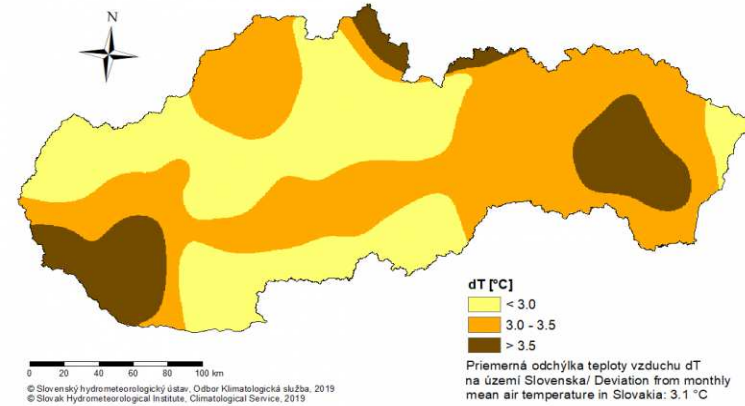 N
dT [°C]
< 3.0
3.0 - 3.5
> 3.5
0 20 40 60 80 100
km
Priemerná odchýlka teploty vzduchu dT
na území Slovenska/ Deviation from monthly
mean air temperature in Slovakia: 3.1 °C
© Slovenský hydrometeorologický ústav, Odbor Klimatologická služba, 2019
© Slovak Hydrometeorological Institute, Climatological Service, 2019